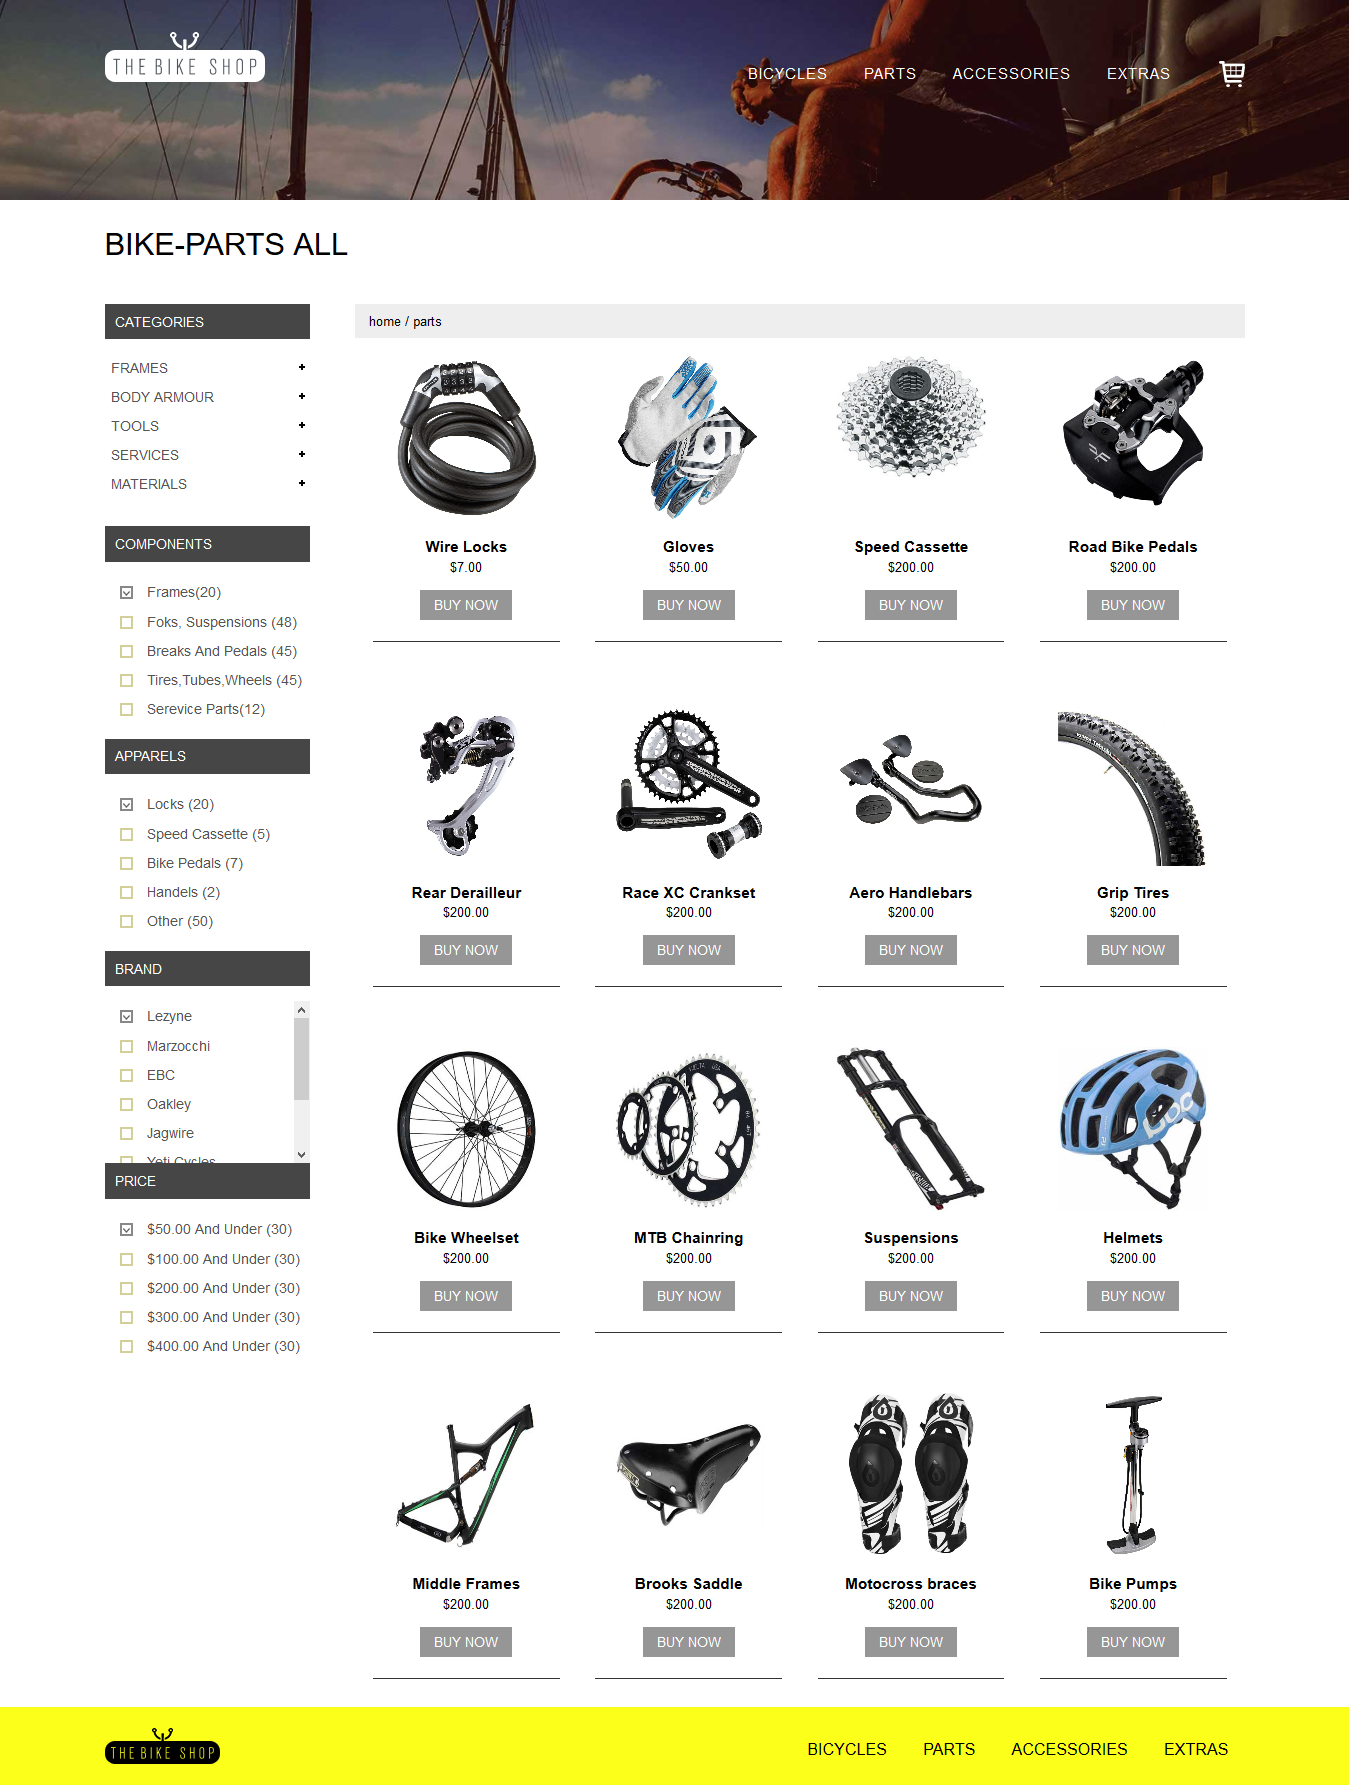 THE BIKE SHOP
BICYCLES PARTS ACCESSORIES EXTRAS
BIKE-PARTS ALL
CATEGORIES
FRAMES
BODY ARMOUR
TOOLS
SERVICES
MATERIALS
COMPONENTS
Frames(20)
Foks, Suspensions (48)
Breaks And Pedals (45)
Tires,Tubes,Wheels (45)
Serevice Parts(12)
APPARELS
Locks (20)
Speed Cassette (5)
Bike Pedals (7)
Handels (2)
Other (50)
BRAND
Lezyne
Marzocchi
EBC
Oakley
Jagwire
Yeti Cycles
PRICE
$50.00 And Under (30)
$100.00 And Under (30)
$200.00 And Under (30)
$300.00 And Under (30)
$400.00 And Under (30)
home / parts
Wire Locks Gloves Speed Cassette Road Bike Pedals
$7.00 $50.00 $200.00 $200.00
BUY NOW BUY NOW BUY NOW BUY NOW
Rear Derailleur Race XC Crankset Aero Handlebars Grip Tires
$200.00 $200.00 $200.00 $200.00
BUY NOW BUY NOW BUY NOW BUY NOW
Bike Wheelset MTB Chainring Suspensions Helmets
$200.00 $200.00 $200.00 $200.00
BUY NOW BUY NOW BUY NOW BUY NOW
Middle Frames Brooks Saddle Motocross braces Bike Pumps
$200.00 $200.00 $200.00 $200.00
BUY NOW BUY NOW BUY NOW BUY NOW
THE BIKE SHOP
BICYCLES PARTS ACCESSORIES EXTRAS